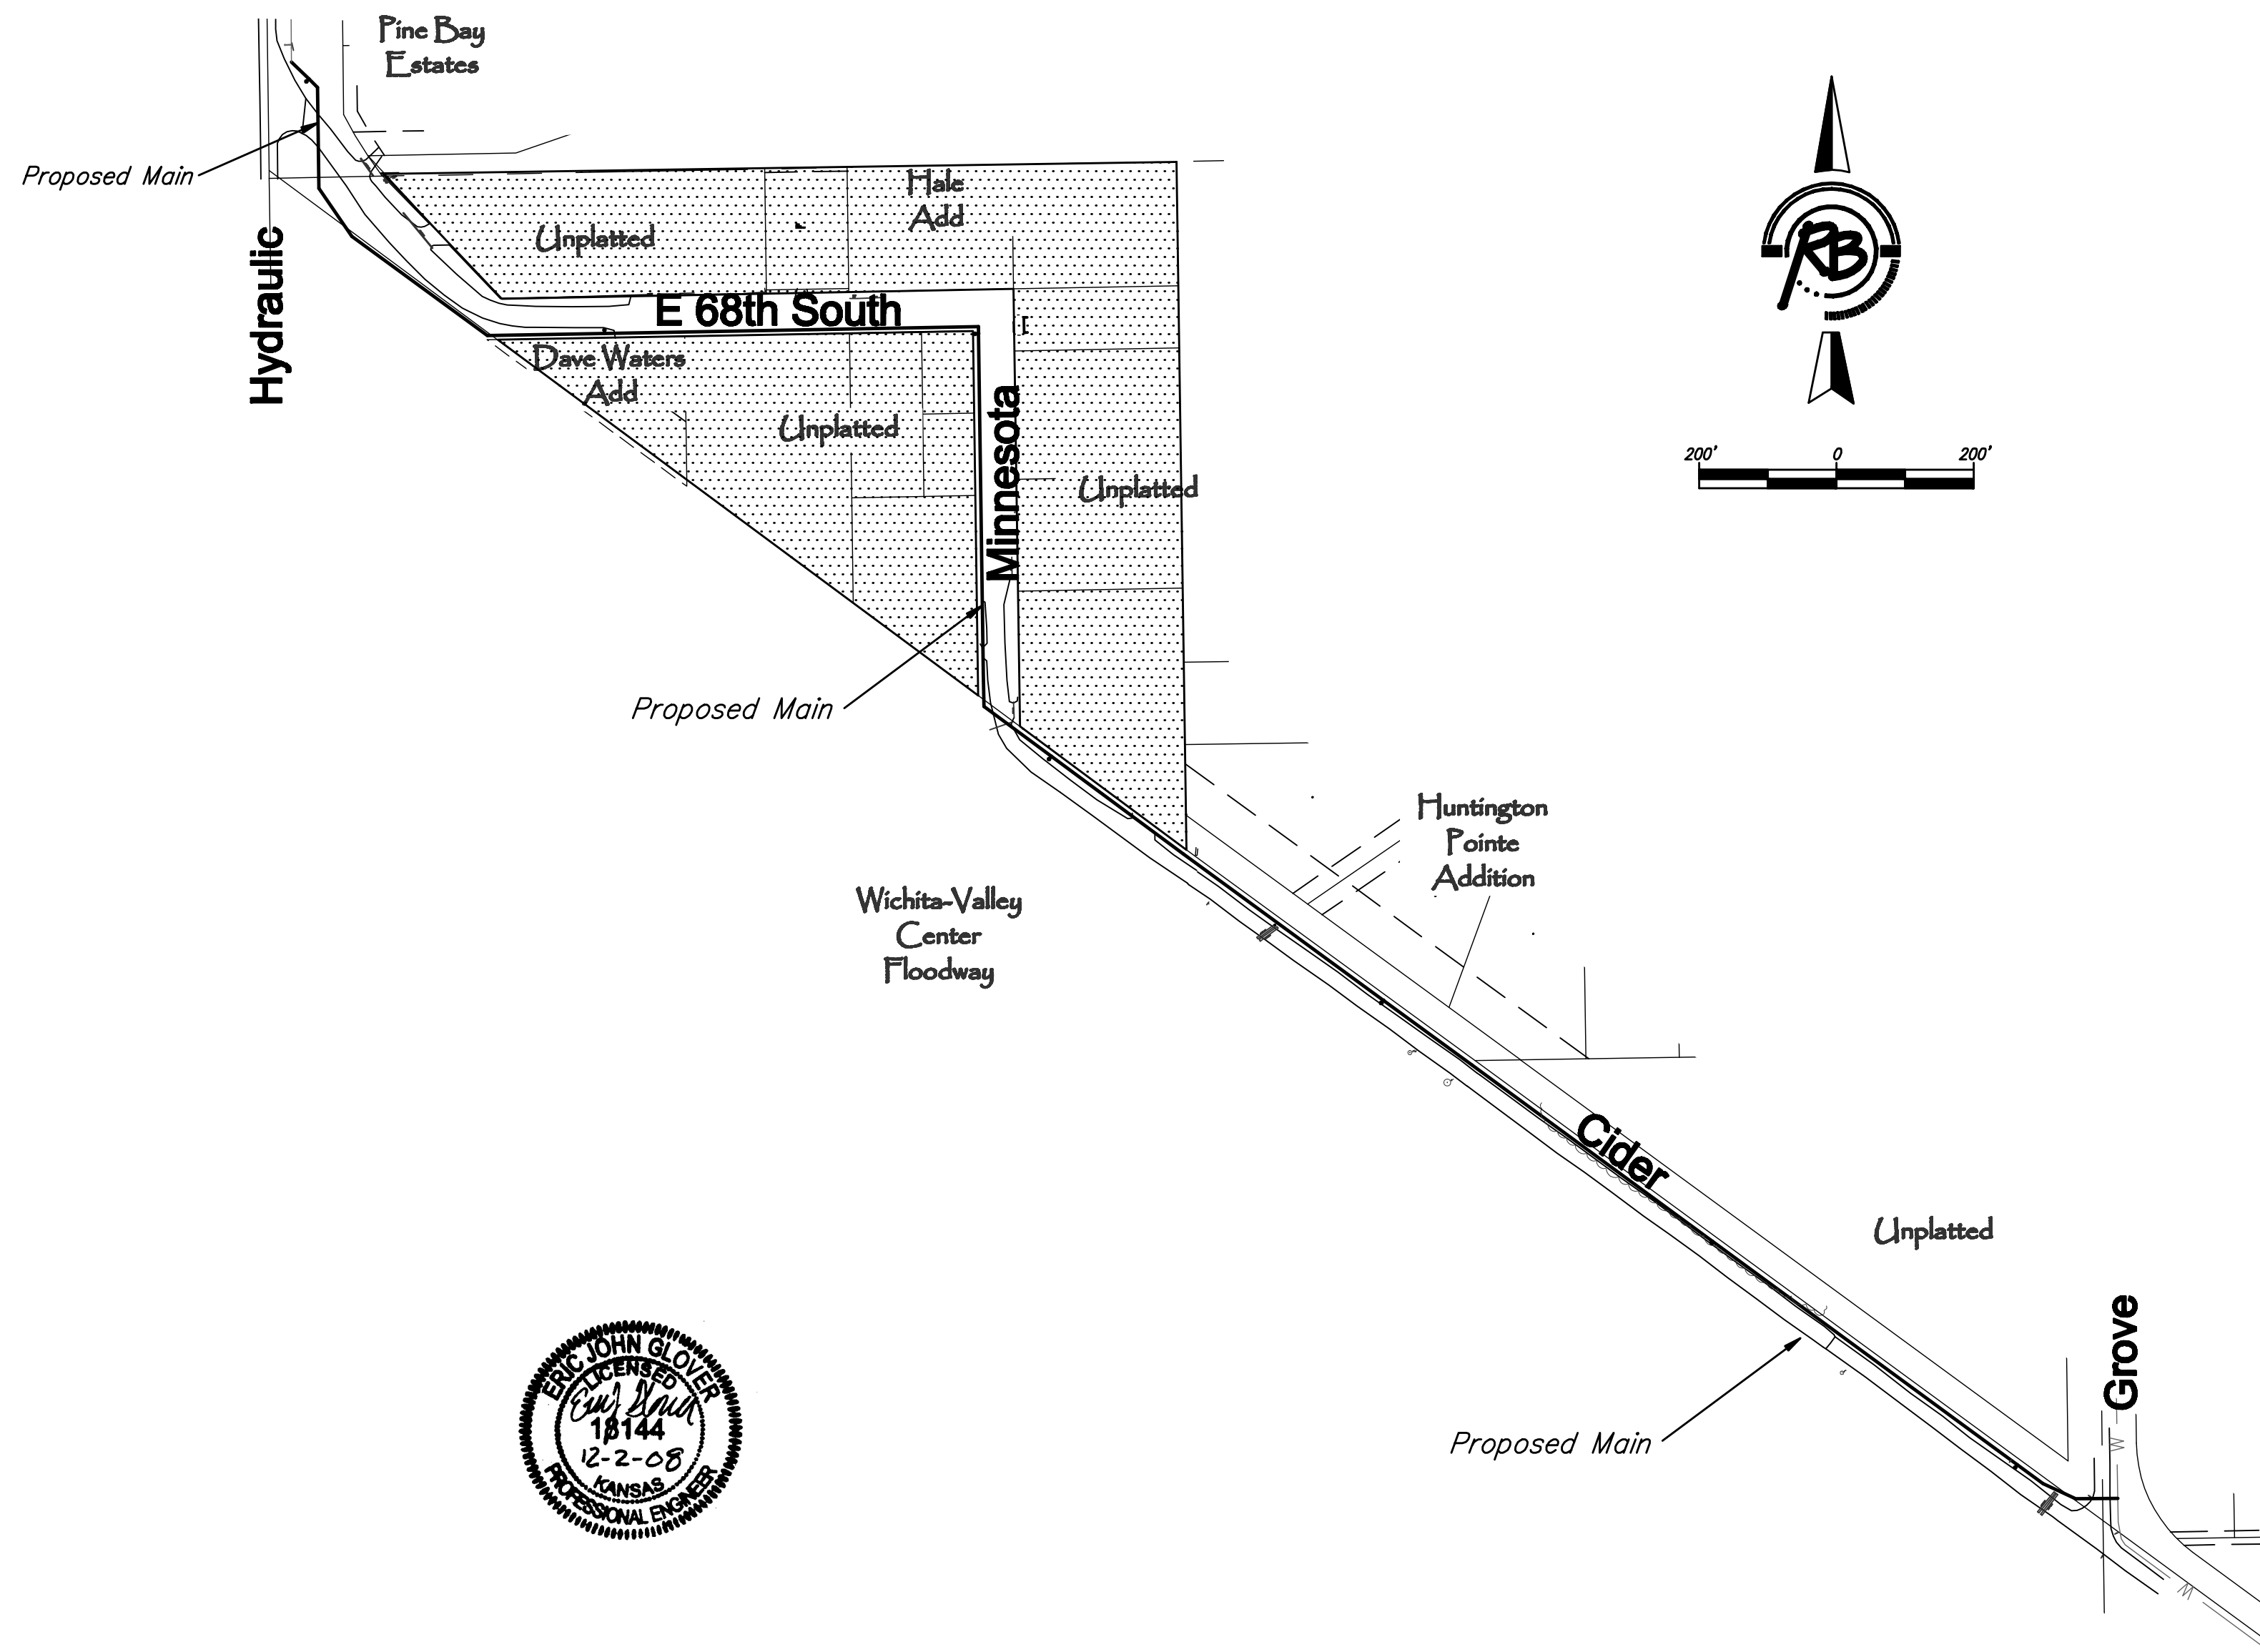 Pine Bay
Estates
Proposed Main
Hale
Add
Unplatted
RB
Hydraulic
E 68th South
Dave Waters
Add
Unplatted
Minnesota
Unplatted
200' 0 200'
Proposed Main
Huntington
Pointe
Addition
Wichita-Valley
Center
Floodway
Cider
Unplatted
Grove
Proposed Main
W
W
ERIC JOHN GLOVER
LICENSED
18144
12-2-08
KANSAS
PROFESSIONAL ENGINEER